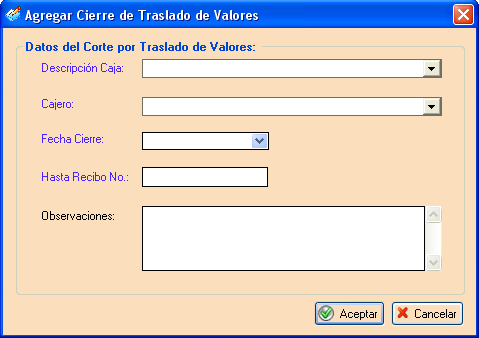 Agregar Cierre de Traslado de Valores
Datos del Corte por Traslado de Valores:
Descripción Caja:
Cajero:
Fecha Cierre:
Hasta Recibo No.:
Observaciones:
Aceptar
Cancelar